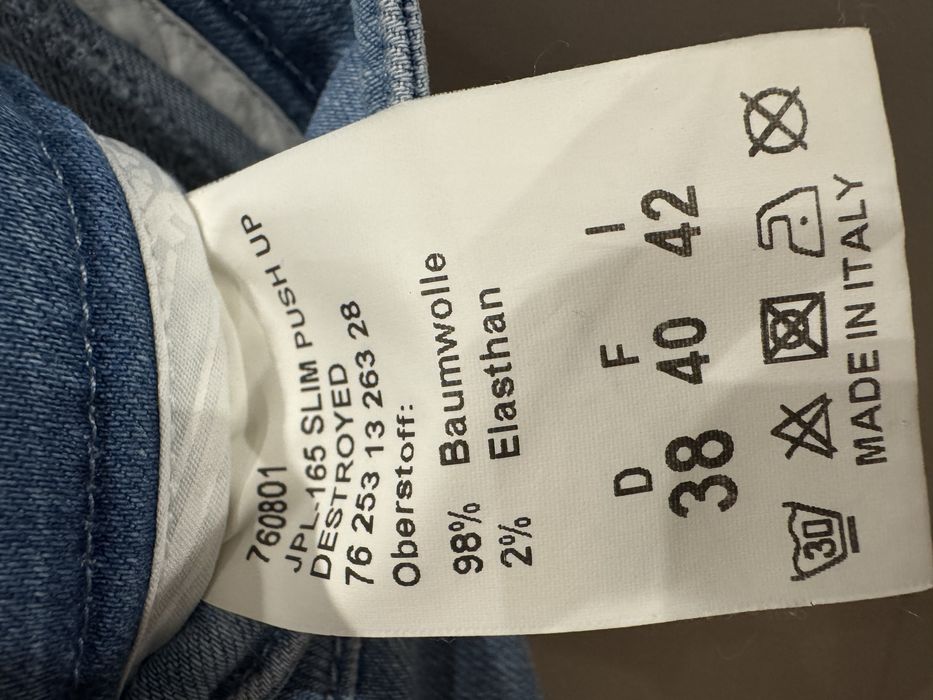 760801
JPL-165 SLIM PUSH UP
DESTROYED
76 253 13 263 28
Oberstoff:
98% Baumwolle
2% Elasthan
D F I
38 40 42
30
MADE IN ITALY